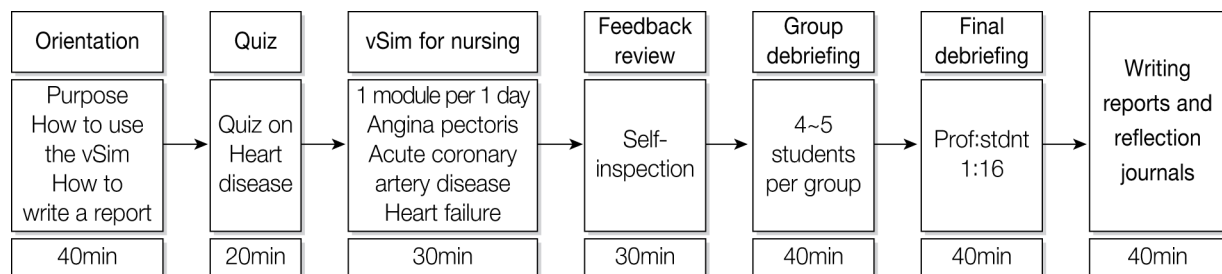 Orientation
Purpose
How to use
the vSim
How to
write a report
40min
Quiz
Quiz on
Heart
disease
20min
vSim for nursing
1 module per 1 day
Angina pectoris
Acute coronary
artery disease
Heart failure
30min
Feedback
review
Self-
inspection
30min
Group
debriefing
4~5
students
per group
40min
Final
debriefing
Prof:stdnt
1:16
40min
Writing
reports and
reflection
journals
40min